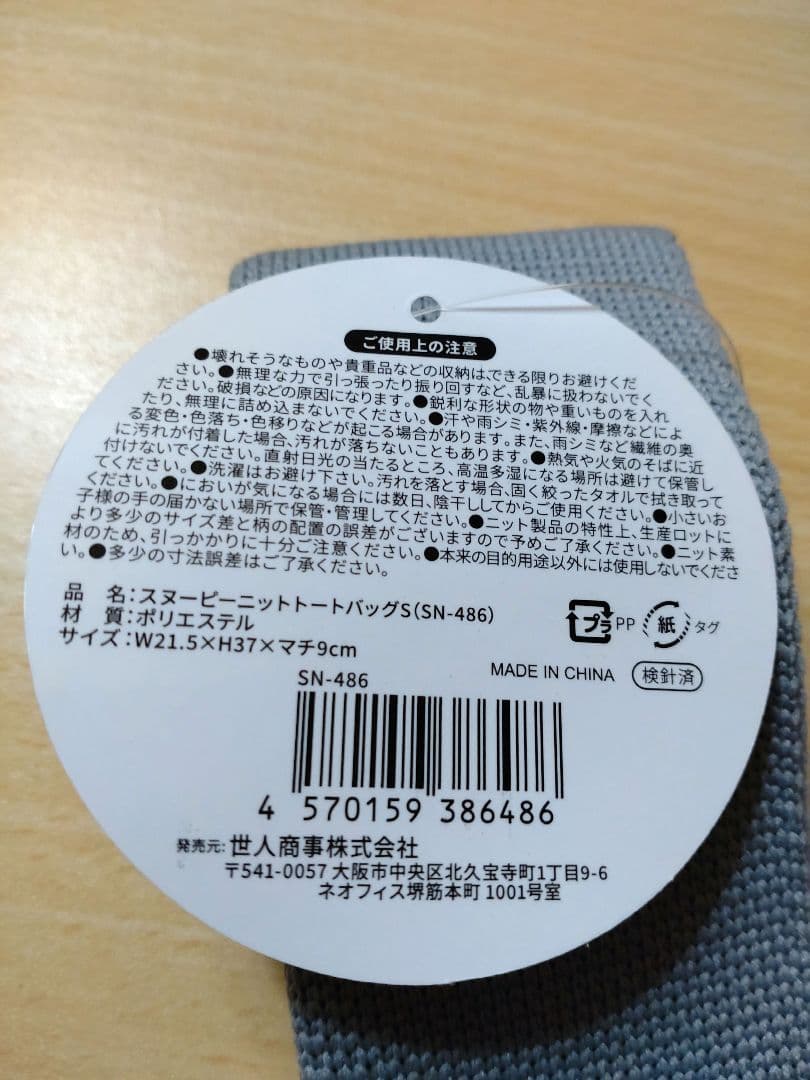 ご使用上の注意
●壊れそうなものや貴重品などの収納はできる限りお避けくだ
さい。●無理な力で引っ張ったり振り回すなど、乱暴に扱わないでく
ださい。破損などの原因になります。●鋭利な形状の物や重いものを入れ
たり、無理に詰め込まないでください。●汗や雨シミ・紫外線・摩擦などによ
る変色・色落ち・色移りなどが起こる場合があります。また、雨シミなど繊維の奥
に汚れが付着した場合、汚れが落ちないこともあります。●熱気や火気のそばに近
付けないでください。直射日光の当たるところ、高温多湿になる場所は避けて保管し
てください。●洗濯はお避け下さい。汚れを落とす場合、固く絞ったタオルで拭き取って
ください。●においが気になる場合には数日、陰干ししてからご使用ください。●小さいお
子様の手の届かない場所で保管・管理してください。●ニット製品の特性上、生産ロットに
より多少のサイズ差と柄の配置の誤差がございますので予めご了承ください。●ニット素
材のため、引っかかりに十分ご注意ください。●本来の目的用途以外には使用しないでくださ
い。●多少の寸法誤差はご了承ください。
品 名:スヌーピーニットトートバッグS(SN-486)
材 質:ポリエステル
サイズ:W21.5×H37×マチ9cm
プラ PP 紙 タグ
MADE IN CHINA 検針済
SN-486
4 570159 386486
発売元: 世人商事株式会社
〒541-0057 大阪市中央区北久宝寺町1丁目9-6
ネオフィス堺筋本町 1001号室